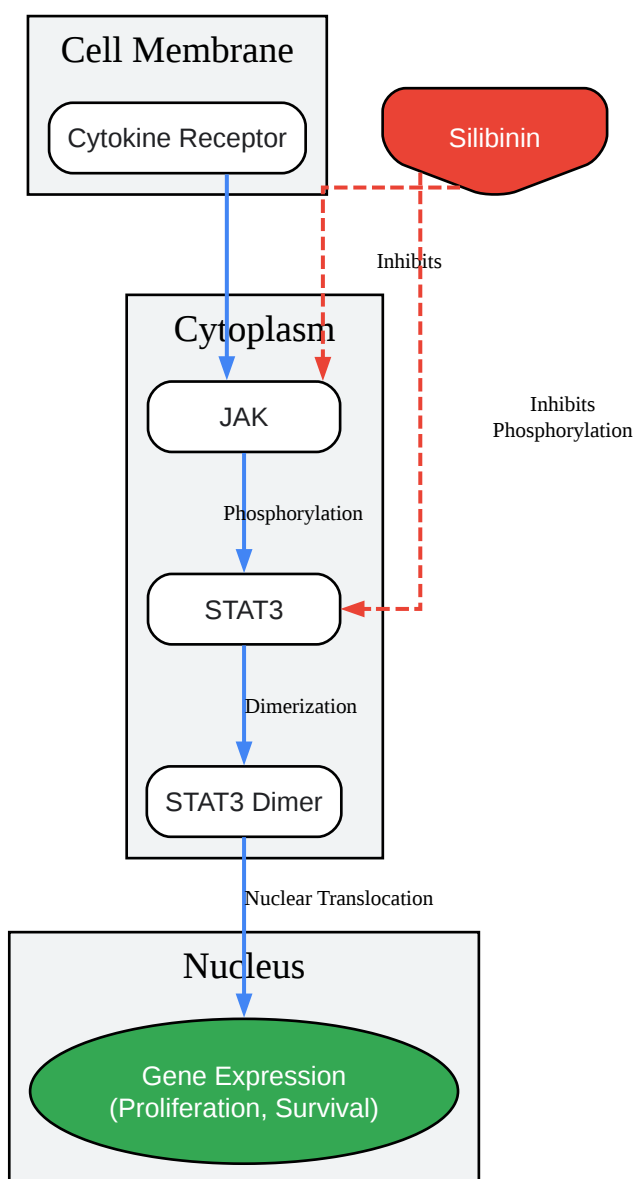 Cell Membrane
Cytokine Receptor
Silibinin
Inhibits
Cytoplasm
JAK
Inhibits
Phosphorylation
Phosphorylation
STAT3
Dimerization
STAT3 Dimer
Nuclear Translocation
Nucleus
Gene Expression
(Proliferation, Survival)